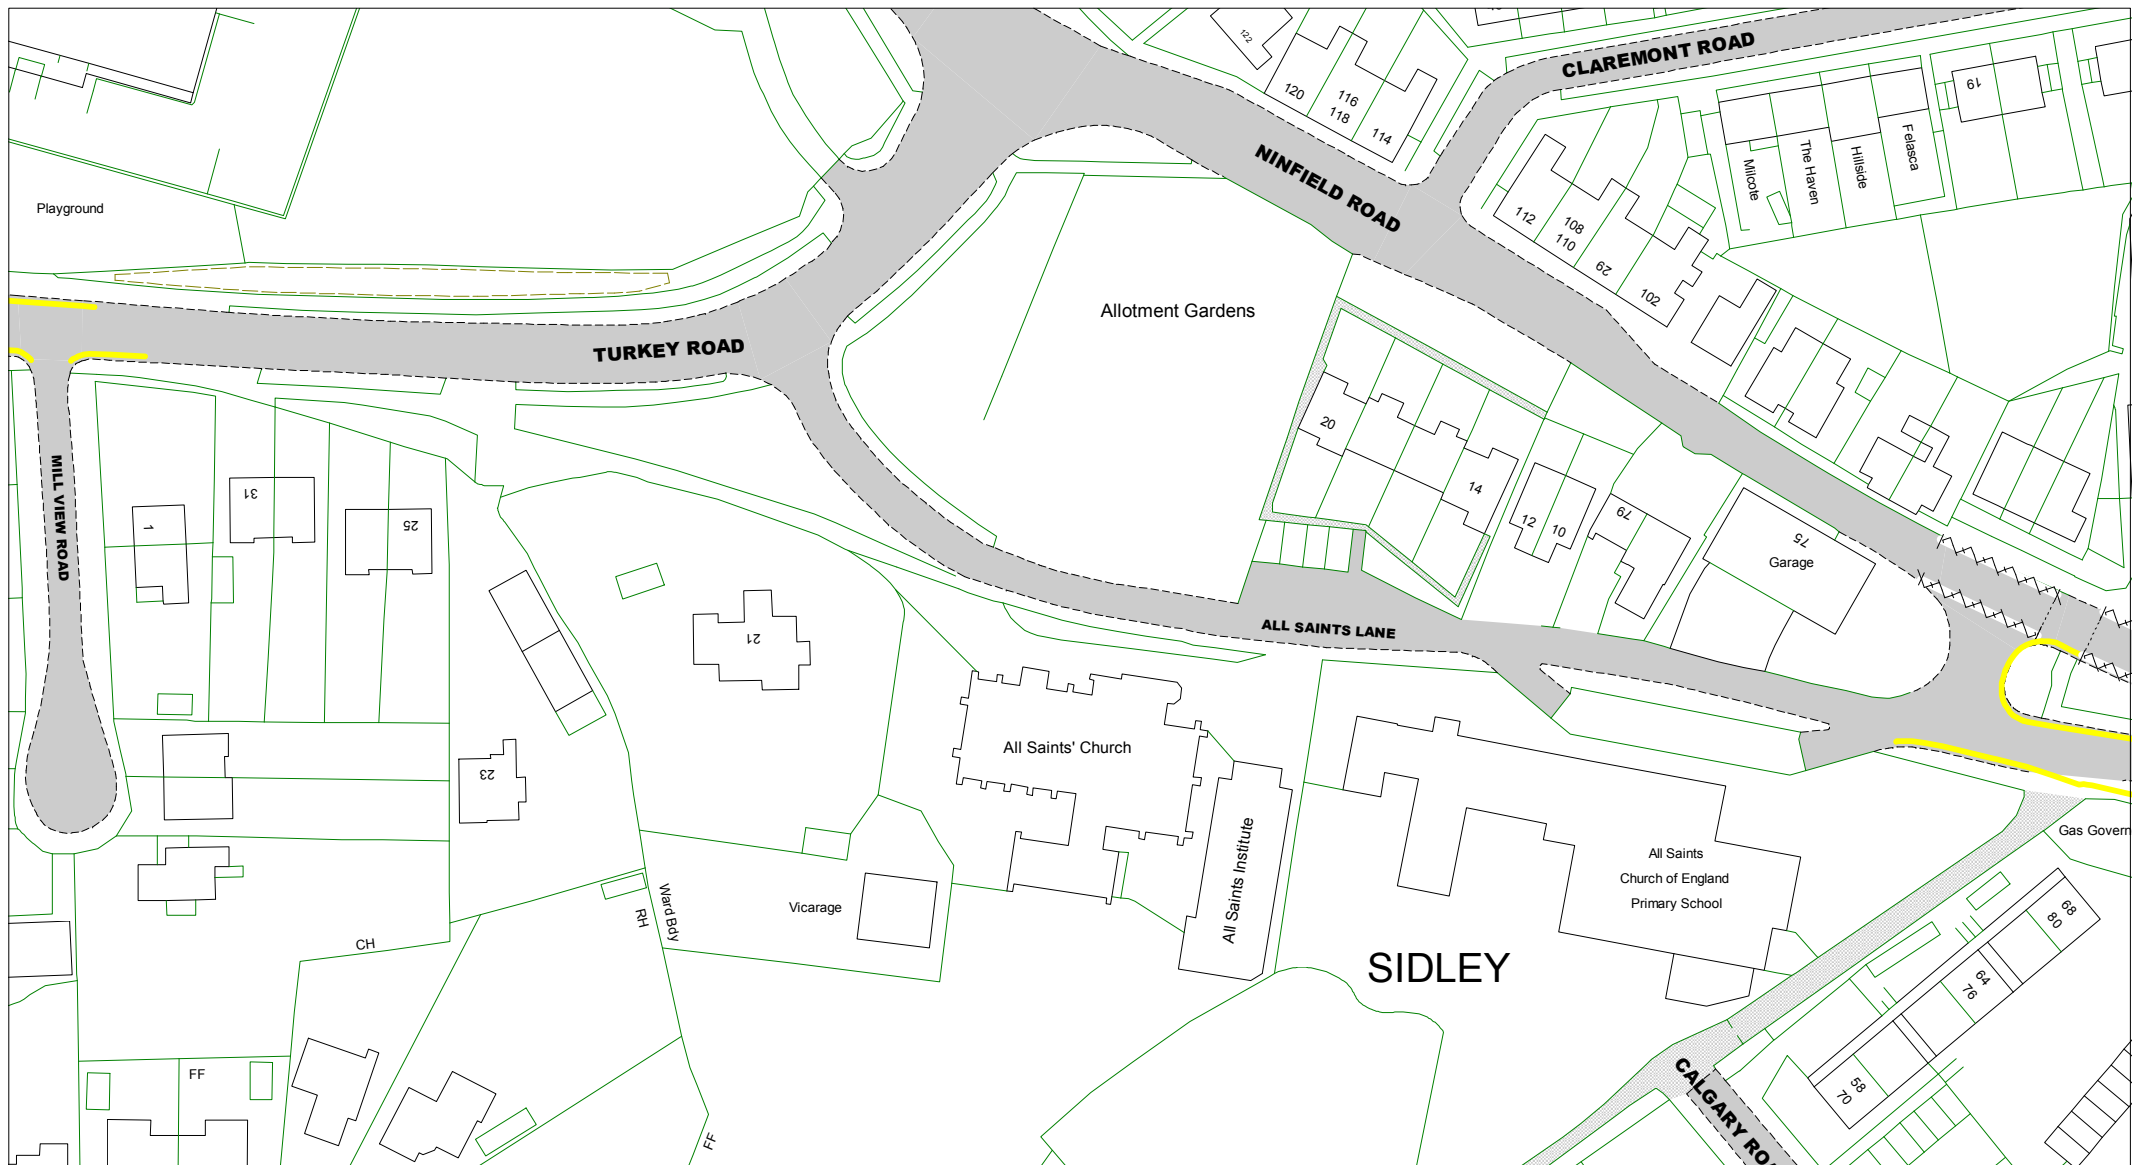 CLAREMONT ROAD
122
120
116
118
114
19
Milcote
The Haven
Hillside
Felasca
NINFIELD ROAD
Playground
112
108
110
29
102
Allotment Gardens
TURKEY ROAD
20
14
12
10
79
75
Garage
MILL VIEW ROAD
1
31
25
21
ALL SAINTS LANE
All Saints' Church
23
All Saints Institute
All Saints
Church of England
Primary School
Gas Govern
Vicarage
Ward Bdy
RH
CH
SIDLEY
68
80
64
76
58
70
FF
FF
CALGARY ROA